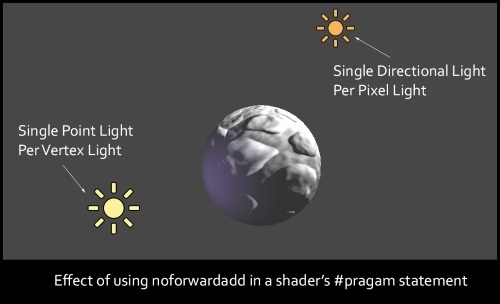 Single Directional Light
Per Pixel Light
Single Point Light
Per Vertex Light
Effect of using noforwardadd in a shader's #pragam statement